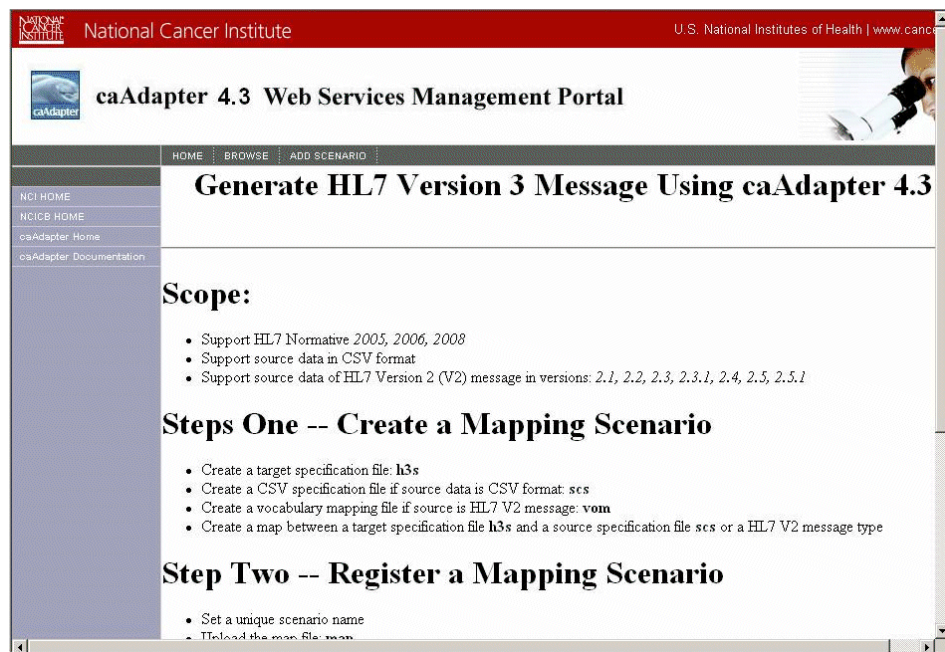 NATIONAL
CANCER
INSTITUTE
National Cancer Institute
U.S. National Institutes of Health | www.cance
caAdapter
caAdapter 4.3 Web Services Management Portal
HOME BROWSE ADD SCENARIO
NCI HOME
NCICB HOME
caAdapter Home
caAdapter Documentation
Generate HL7 Version 3 Message Using caAdapter 4.3
Scope:
• Support HL7 Normative 2005, 2006, 2008
• Support source data in CSV format
• Support source data of HL7 Version 2 (V2) message in versions: 2.1, 2.2, 2.3, 2.3.1, 2.4, 2.5, 2.5.1
Steps One -- Create a Mapping Scenario
• Create a target specification file: h3s
• Create a CSV specification file if source data is CSV format: scs
• Create a vocabulary mapping file if source is HL7 V2 message: vom
• Create a map between a target specification file h3s and a source specification file scs or a HL7 V2 message type
Step Two -- Register a Mapping Scenario
• Set a unique scenario name
• Upload the map file: map